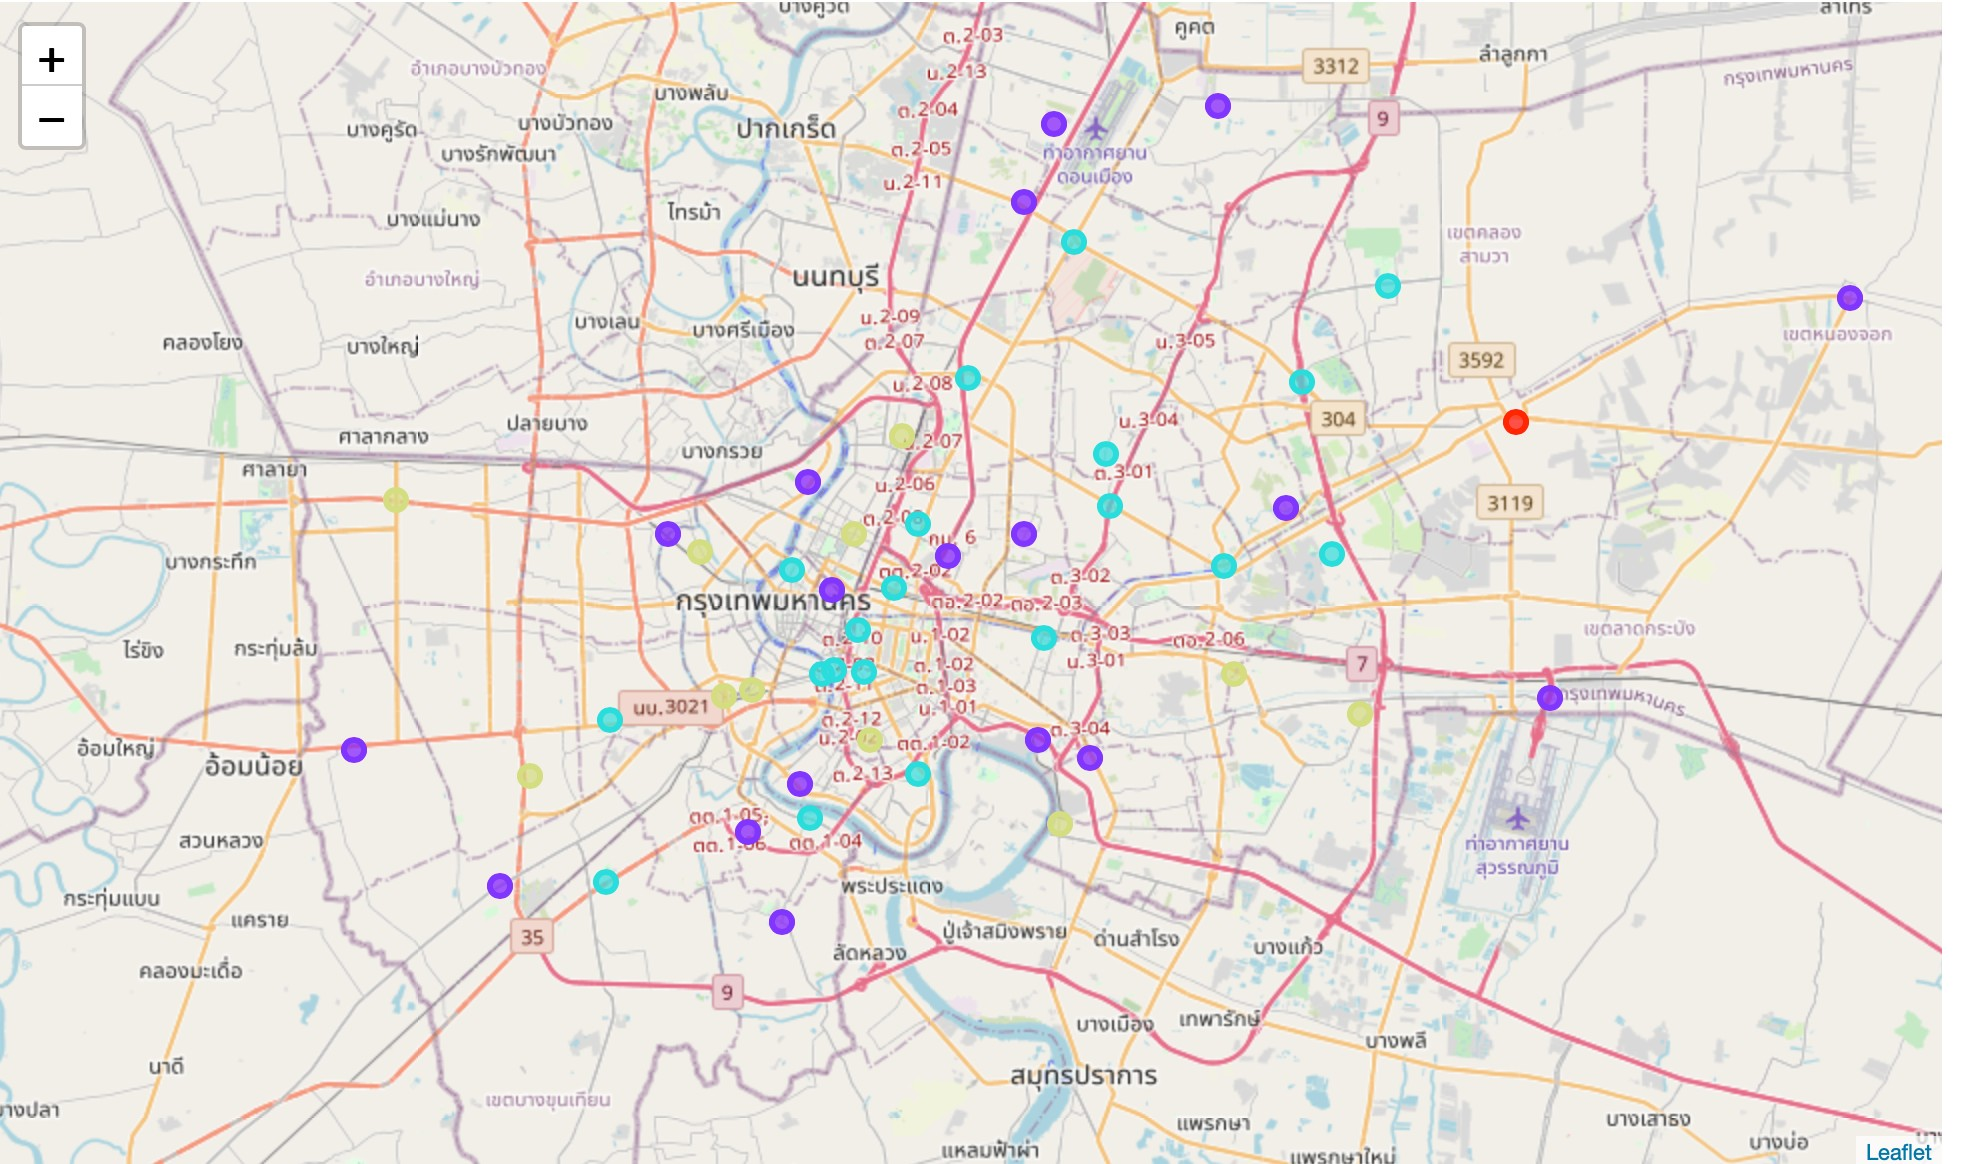 +
−
บางคูวัด
ต.2-03
คูคต
ลำไทร
อำเภอบางบัวทอง
น.2-13
3312
ลำลูกกา
กรุงเทพมหานคร
บางพลับ
ต.2-04
9
บางคูรัด
บางบัวทอง
ปากเกร็ด
บางรักพัฒนา
ต.2-05
ท่าอากาศยาน
ดอนเมือง
น.2-11
บางแม่นาง
ไทรม้า
เขตคลอง
สามวา
อำเภอบางใหญ่
นนทบุรี
บางเลน
บางศรีเมือง
น.2-09
เขตหนองจอก
คลองโยง
บางใหญ่
ต.2-07
น.3-05
3592
น.2-08
ปลายบาง
น.3-04
304
ศาลากลาง
บางกรวย
2-07
ศาลายา
ต.3-01
น.2-06
3119
กม. 6
บางกระทึก
ตต.2-02
ต.3-02
กรุงเทพมหานคร
ตอ.2-02
ตอ.2-03
เขตลาดกระบัง
ไร่ขิง
กระทุ่มล้ม
น.1-02
ต.3-03
ตอ.2-06
ต.1-02
น.3-01
7
ต.1-03
กรุงเทพมหานคร
นบ.3021
น.1-01
ต.2-12
ต.3-04
อ้อมใหญ่
อ้อมน้อย
ตต.1-02
ต.2-13
ตต.1-05;
ตต.1-06
ตต.1-04
สวนหลวง
ท่าอากาศยาน
สุวรรณภูมิ
กระทุ่มแบน
พระประแดง
แคราย
35
ปู่เจ้าสมิงพราย
ด่านสำโรง
บางแก้ว
ลัดหลวง
คลองมะเดื่อ
9
บางเมือง
เทพารักษ์
บางพลี
นาดี
สมุทรปราการ
เขตบางขุนเทียน
แพรกษา
บางเสาธง
บางบ่อ
แหลมฟ้าผ่า
แพรกษาใหม่
Leaflet